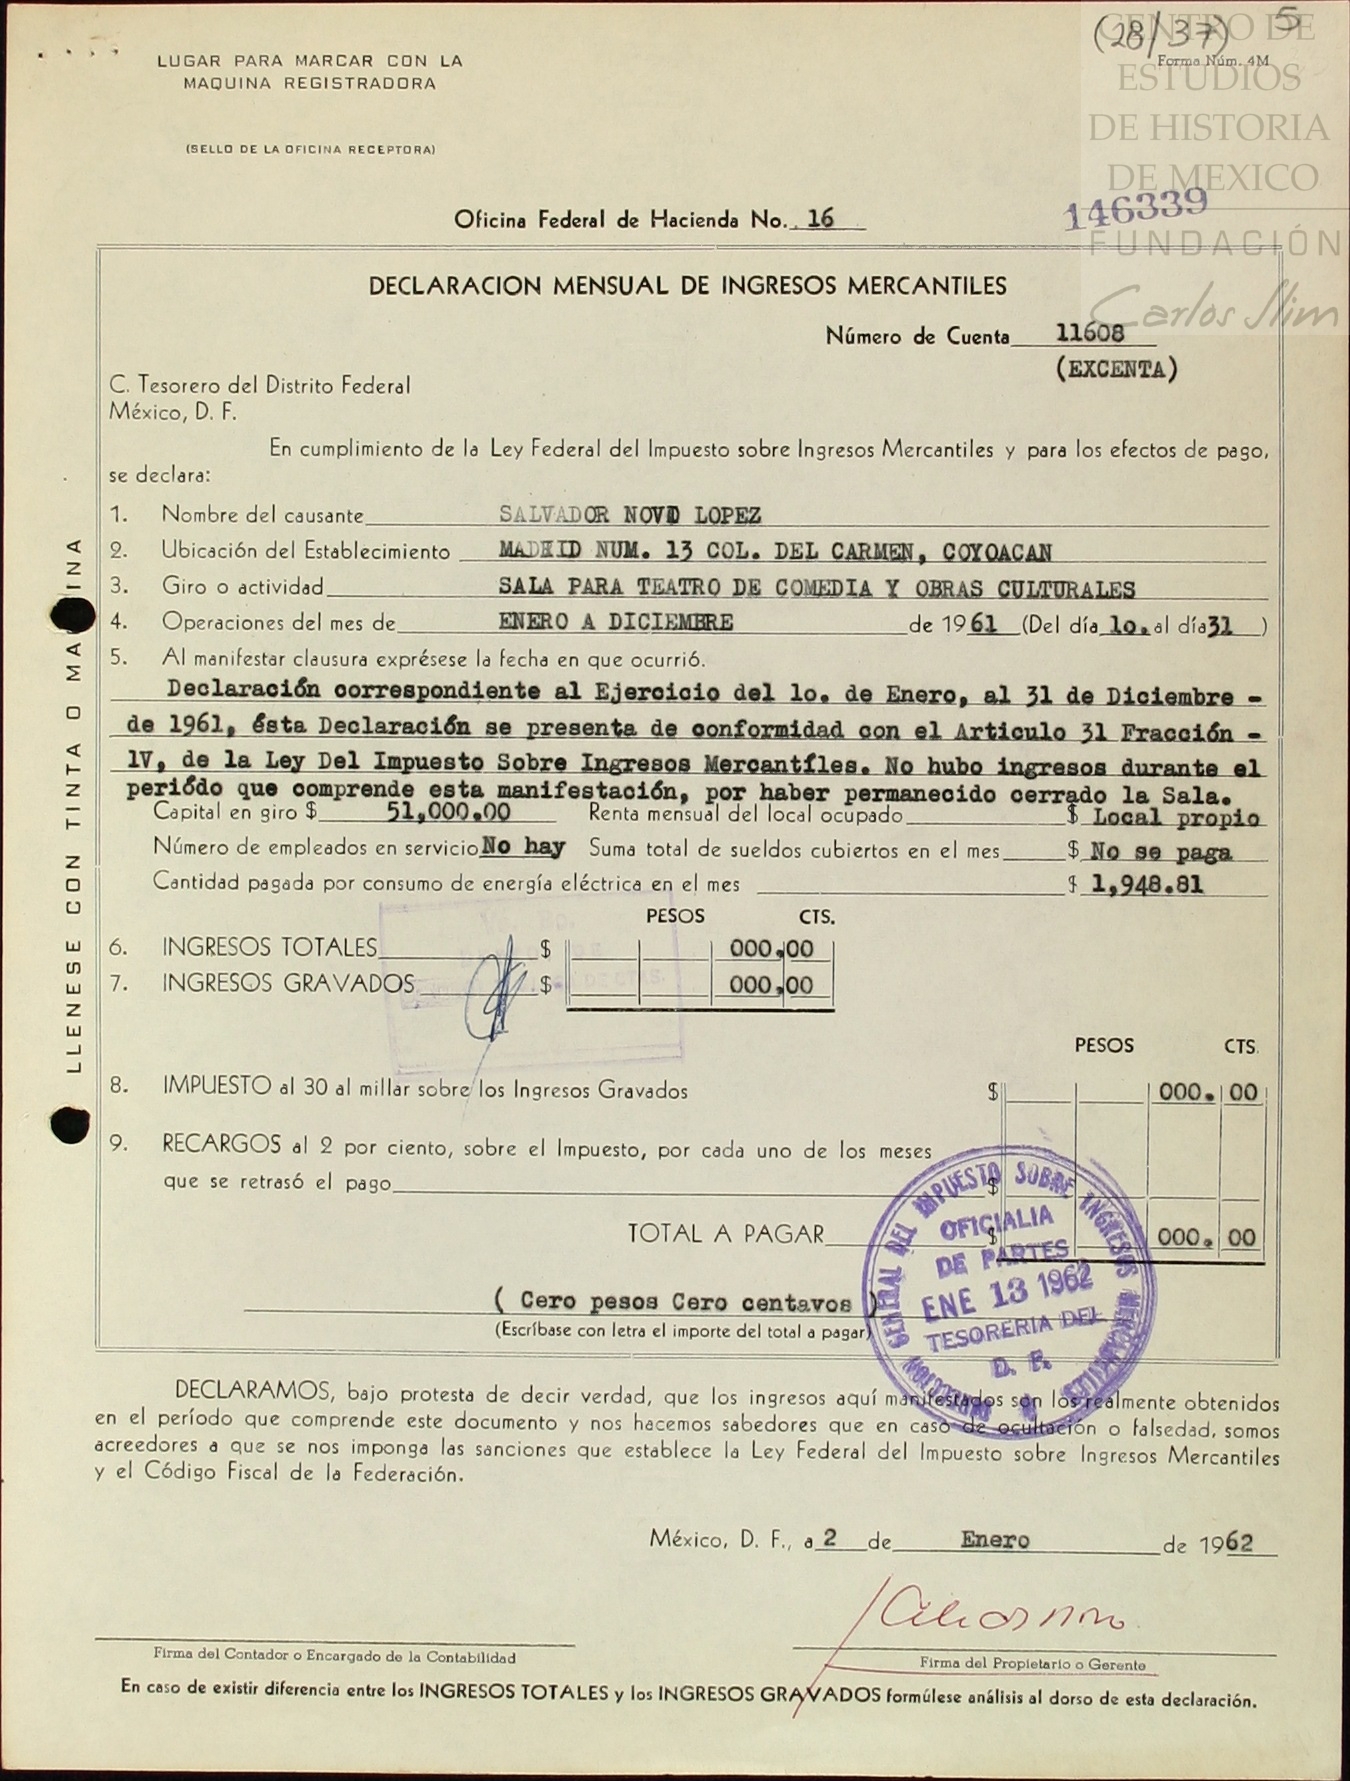 (28/37) 5
Forma Núm. 4M
CENTRO DE
ESTUDIOS
DE HISTORIA
DE MEXICO
FUNDACIÓN
Carlos Slim
LUGAR PARA MARCAR CON LA
MAQUINA REGISTRADORA
(SELLO DE LA OFICINA RECEPTORA)
146339
Oficina Federal de Hacienda No. 16
DECLARACION MENSUAL DE INGRESOS MERCANTILES
Número de Cuenta 11608
(EXCENTA)
C. Tesorero del Distrito Federal
México, D. F.
En cumplimiento de la Ley Federal del Impuesto sobre Ingresos Mercantiles y para los efectos de pago,
se declara:
1. Nombre del causante SALVADOR NOVO LOPEZ
2. Ubicación del Establecimiento MADRID NUM. 13 COL. DEL CARMEN, COYOACAN
3. Giro o actividad SALA PARA TEATRO DE COMEDIA Y OBRAS CULTURALES
4. Operaciones del mes de ENERO A DICIEMBRE de 1961 (Del día 1o. al día 31 )
5. Al manifestar clausura exprésese la fecha en que ocurrió.
Declaración correspondiente al Ejercicio del 1o. de Enero, al 31 de Diciembre -
de 1961, ésta Declaración se presenta de conformidad con el Articulo 31 Fracción -
lV, de la Ley Del Impuesto Sobre Ingresos Mercantíles. No hubo ingresos durante el
periódo que comprende esta manifestación, por haber permanecido cerrado la Sala.
Capital en giro $ 51,000.00 Renta mensual del local ocupado $ Local propio
Número de empleados en servicio No hay Suma total de sueldos cubiertos en el mes $ No se paga
Cantidad pagada por consumo de energía eléctrica en el mes $ 1,948.81
PESOS CTS.
6. INGRESOS TOTALES $ 000.00
7. INGRESOS GRAVADOS $ 000.00
PESOS CTS.
8. IMPUESTO al 30 al millar sobre los Ingresos Gravados $ 000. 00
9. RECARGOS al 2 por ciento, sobre el Impuesto, por cada uno de los meses
que se retrasó el pago $
TOTAL A PAGAR $ 000. 00
( Cero pesos Cero centavos )
(Escríbase con letra el importe del total a pagar)
GENERAL DEL IMPUESTO SOBRE INGRESOS MERCANTILES
OFICIALIA
DE PARTES
ENE 13 1962
TESORERIA DEL
D. F.
DECLARAMOS, bajo protesta de decir verdad, que los ingresos aquí manifestados son los realmente obtenidos
en el período que comprende este documento y nos hacemos sabedores que en caso de ocultación o falsedad, somos
acreedores a que se nos imponga las sanciones que establece la Ley Federal del Impuesto sobre Ingresos Mercantiles
y el Código Fiscal de la Federación.
México, D. F., a 2 de Enero de 1962
Firma del Contador o Encargado de la Contabilidad
Firma del Propietario o Gerente
En caso de existir diferencia entre los INGRESOS TOTALES y los INGRESOS GRAVADOS formúlese análisis al dorso de esta declaración.
LLENESE CON TINTA O